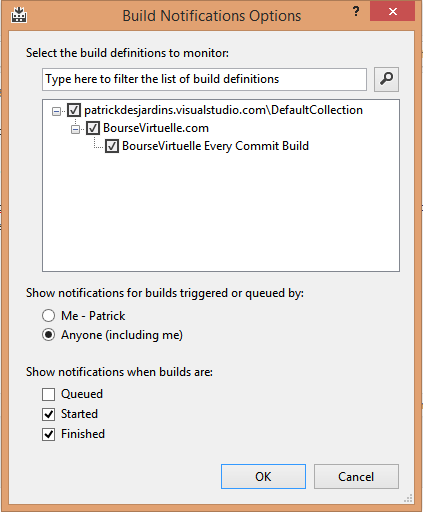 Build Notifications Options
?
Select the build definitions to monitor:
Type here to filter the list of build definitions
patrickdesjardins.visualstudio.com\DefaultCollection
BourseVirtuelle.com
BourseVirtuelle Every Commit Build
Show notifications for builds triggered or queued by:
Me - Patrick
Anyone (including me)
Show notifications when builds are:
Queued
Started
Finished
OK Cancel